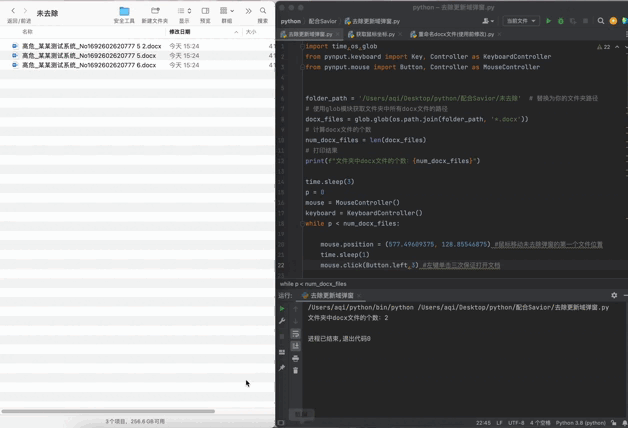 未去除
返回/前进
安全工具
新建文件夹
显示
预览
群组
搜索
名称
修改日期
大小
高危_某某测试系统_No1692602620777 5 2.docx
今天 15:24
高危_某某测试系统_No1692602620777 5.docx
今天 15:24
高危_某某测试系统_No1692602620777 6.docx
今天 15:24
3个项目，256.6 GB可用
python – 去除更新域弹窗.py
python
配合Savior
去除更新域弹窗.py
当前文件
去除更新域弹窗.py
获取鼠标坐标.py
重命名docx文件(使用前修改).py
22
1 import time,os,glob
from pynput.keyboard import Key, Controller as KeyboardController
from pynput.mouse import Button, Controller as MouseController
folder_path = '/Users/aqi/Desktop/python/配合Savior/未去除' # 替换为你的文件夹路径
# 使用glob模块获取文件夹中所有docx文件的路径
docx_files = glob.glob(os.path.join(folder_path, '*.docx'))
# 计算docx文件的个数
num_docx_files = len(docx_files)
# 打印结果
print(f"文件夹中docx文件的个数: {num_docx_files}")
time.sleep(3)
p = 0
mouse = MouseController()
keyboard = KeyboardController()
while p < num_docx_files:
mouse.position = (577.49609375, 128.85546875) #鼠标移动未去除弹窗的第一个文件位置
time.sleep(1)
22 mouse.click(Button.left,3) #左键单击三次保证打开文档
while p < num_docx_files
运行:
去除更新域弹窗
/Users/aqi/python/bin/python /Users/aqi/Desktop/python/配合Savior/去除更新域弹窗.py
文件夹中docx文件的个数: 2
进程已结束,退出代码0
22:45
LF
UTF-8
4 个空格
Python 3.8 (python)